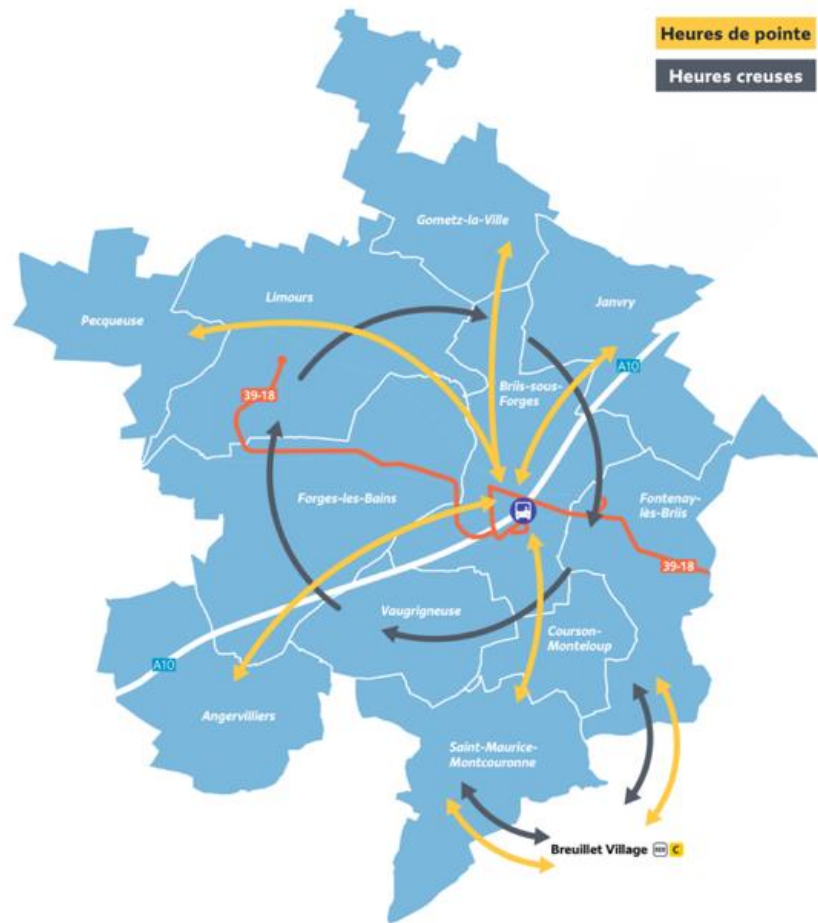 Heures de pointe
Heures creuses
Gometz-la-Ville
Limours
Janvry
Pecqueuse
A10
Briis-sous-
Forges
39-18
Forges-les-Bains
Fontenay-
lès-Briis
39-18
Vaugrigneuse
Courson-
Monteloup
A10
Angervilliers
Saint-Maurice-
Montcouronne
Breuillet Village RER C